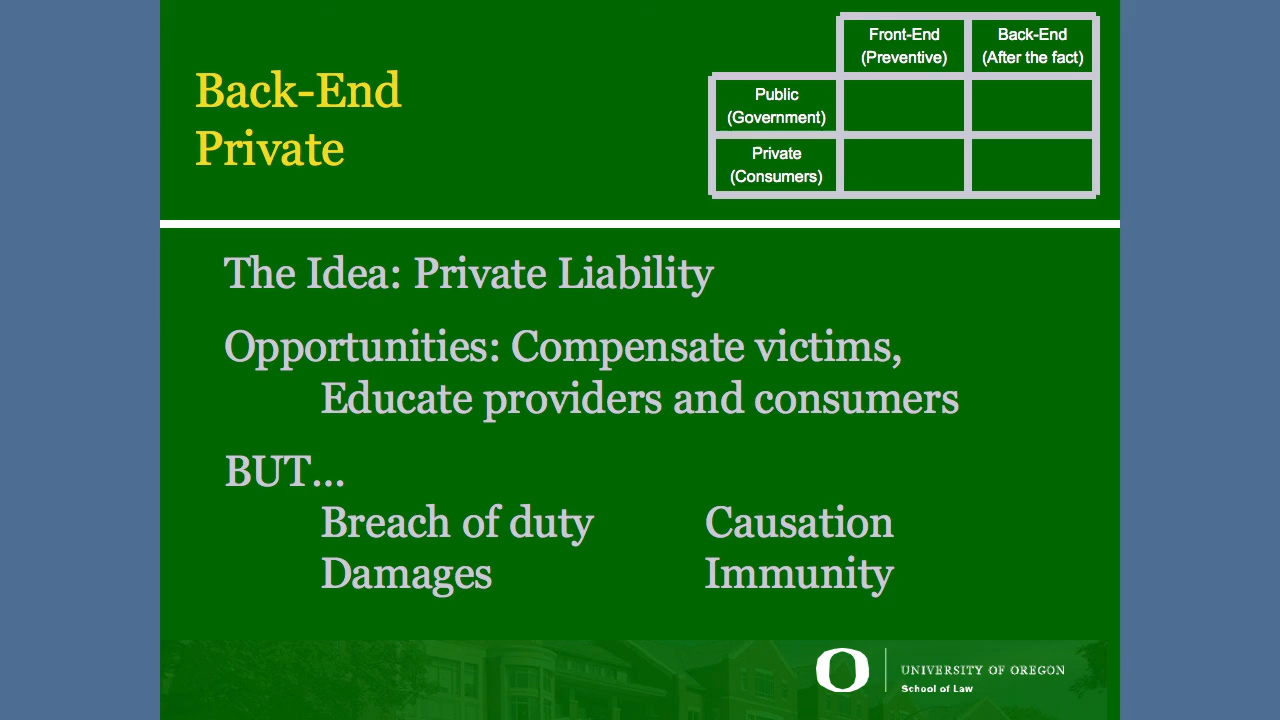 Back-End
Private
Front-End
(Preventive)
Back-End
(After the fact)
Public
(Government)
Private
(Consumers)
The Idea: Private Liability
Opportunities: Compensate victims,
Educate providers and consumers
BUT...
Breach of duty
Causation
Damages
Immunity
O
UNIVERSITY OF OREGON
School of Law